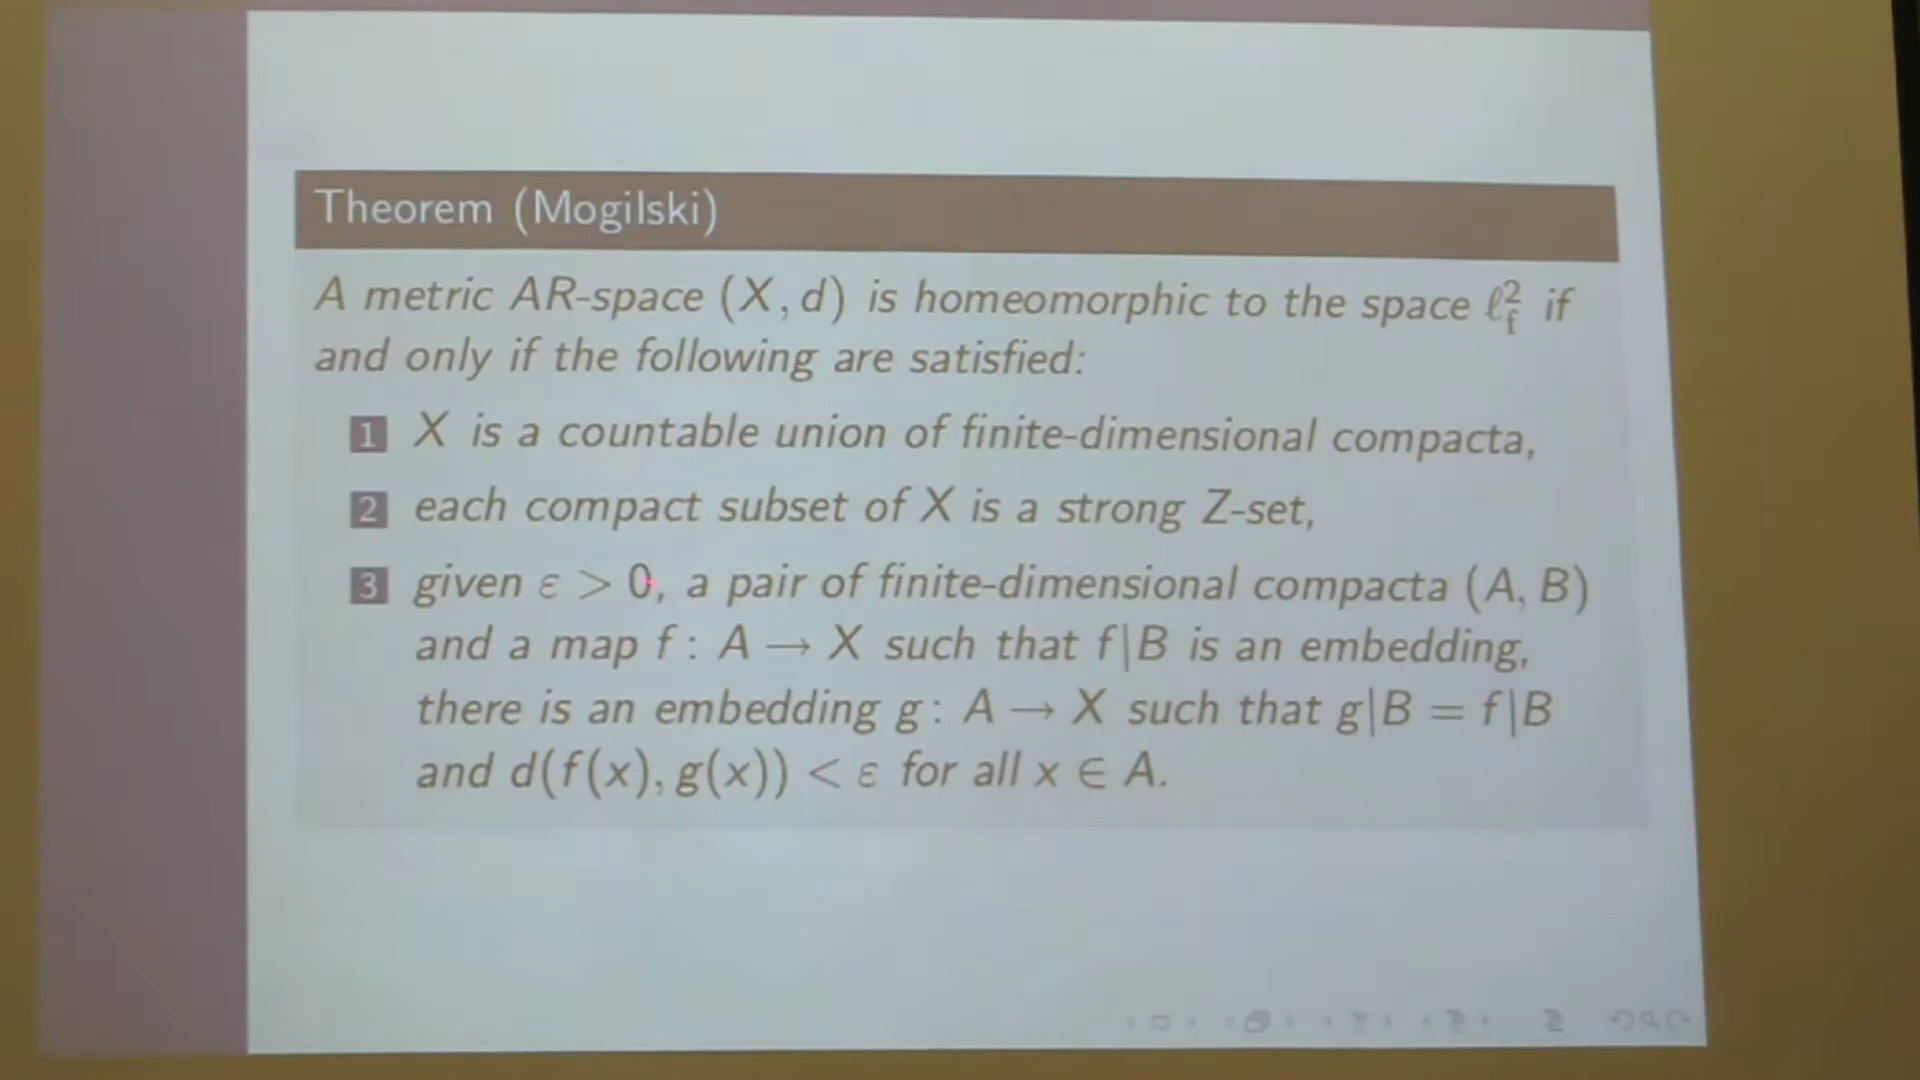 Theorem (Mogilski)
A metric AR-space (X, d) is homeomorphic to the space ℓ²_f if
and only if the following are satisfied:
1 X is a countable union of finite-dimensional compacta,
2 each compact subset of X is a strong Z-set,
3 given ε > 0, a pair of finite-dimensional compacta (A, B)
and a map f : A → X such that f|B is an embedding,
there is an embedding g : A → X such that g|B = f|B
and d(f(x), g(x)) < ε for all x ∈ A.